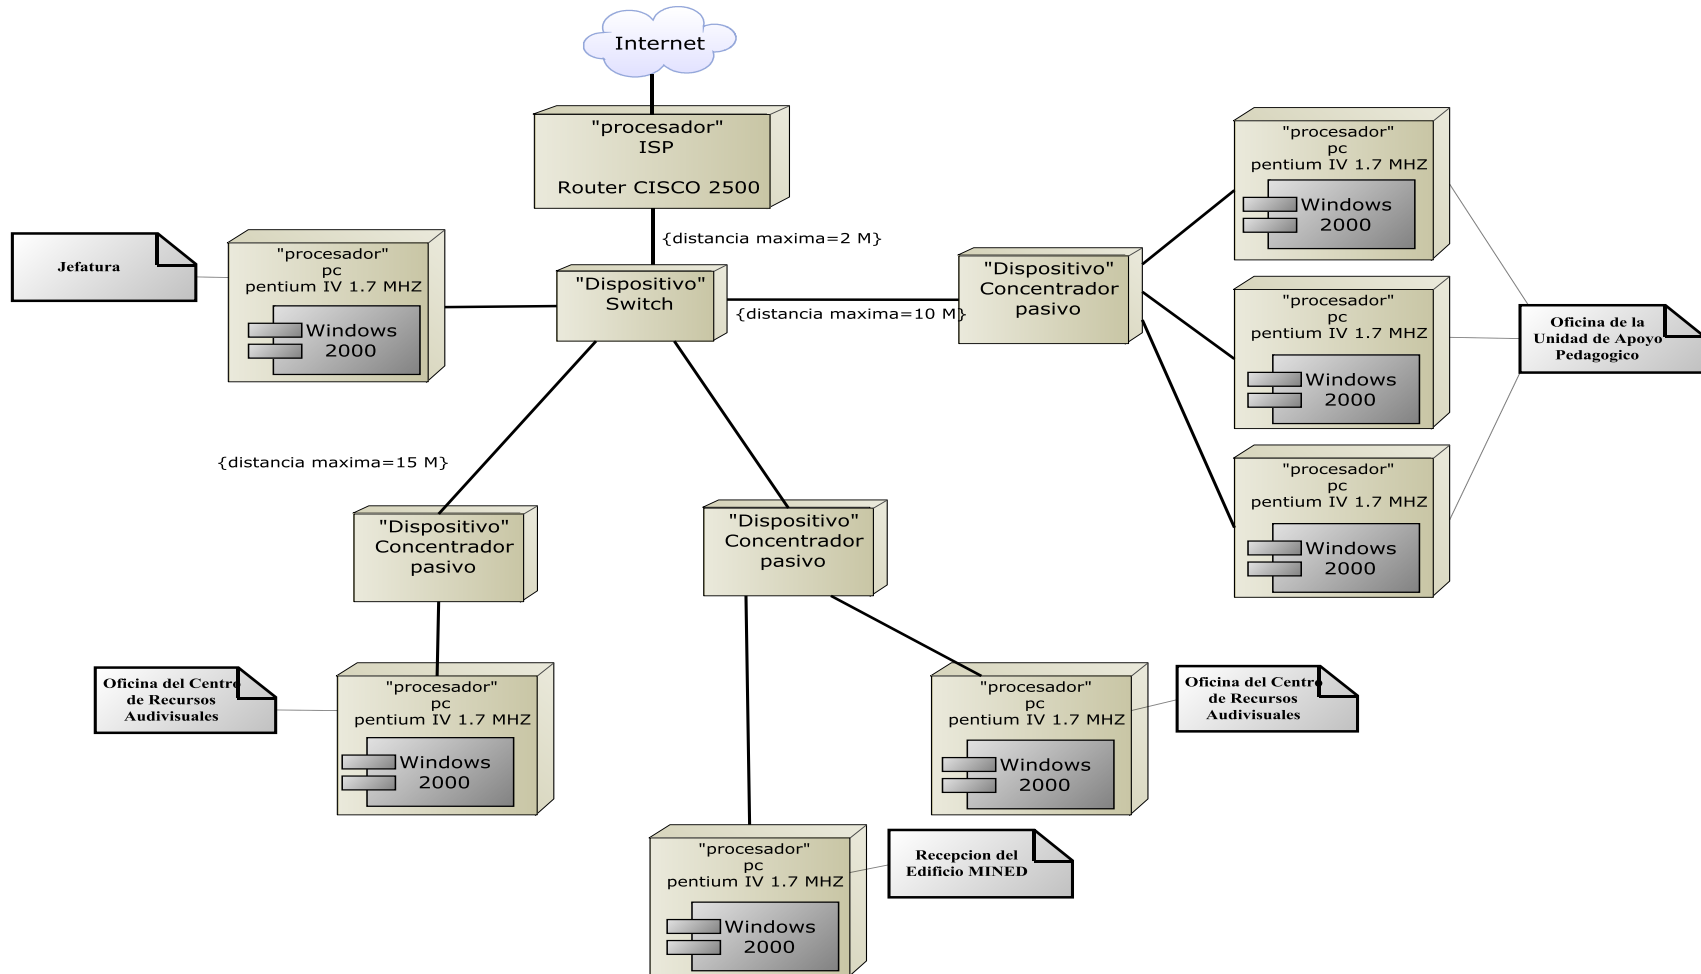 Internet
"procesador"
ISP
Router CISCO 2500
{distancia maxima=2 M}
Jefatura
"procesador"
pc
pentium IV 1.7 MHZ
Windows
2000
"Dispositivo"
Switch
{distancia maxima=10 M}
"Dispositivo"
Concentrador
pasivo
"procesador"
pc
pentium IV 1.7 MHZ
Windows
2000
"procesador"
pc
pentium IV 1.7 MHZ
Windows
2000
"procesador"
pc
pentium IV 1.7 MHZ
Windows
2000
Oficina de la
Unidad de Apoyo
Pedagogico
{distancia maxima=15 M}
"Dispositivo"
Concentrador
pasivo
"Dispositivo"
Concentrador
pasivo
Oficina del Centro
de Recursos
Audivisuales
"procesador"
pc
pentium IV 1.7 MHZ
Windows
2000
"procesador"
pc
pentium IV 1.7 MHZ
Windows
2000
Oficina del Centro
de Recursos
Audivisuales
"procesador"
pc
pentium IV 1.7 MHZ
Windows
2000
Recepcion del
Edificio MINED